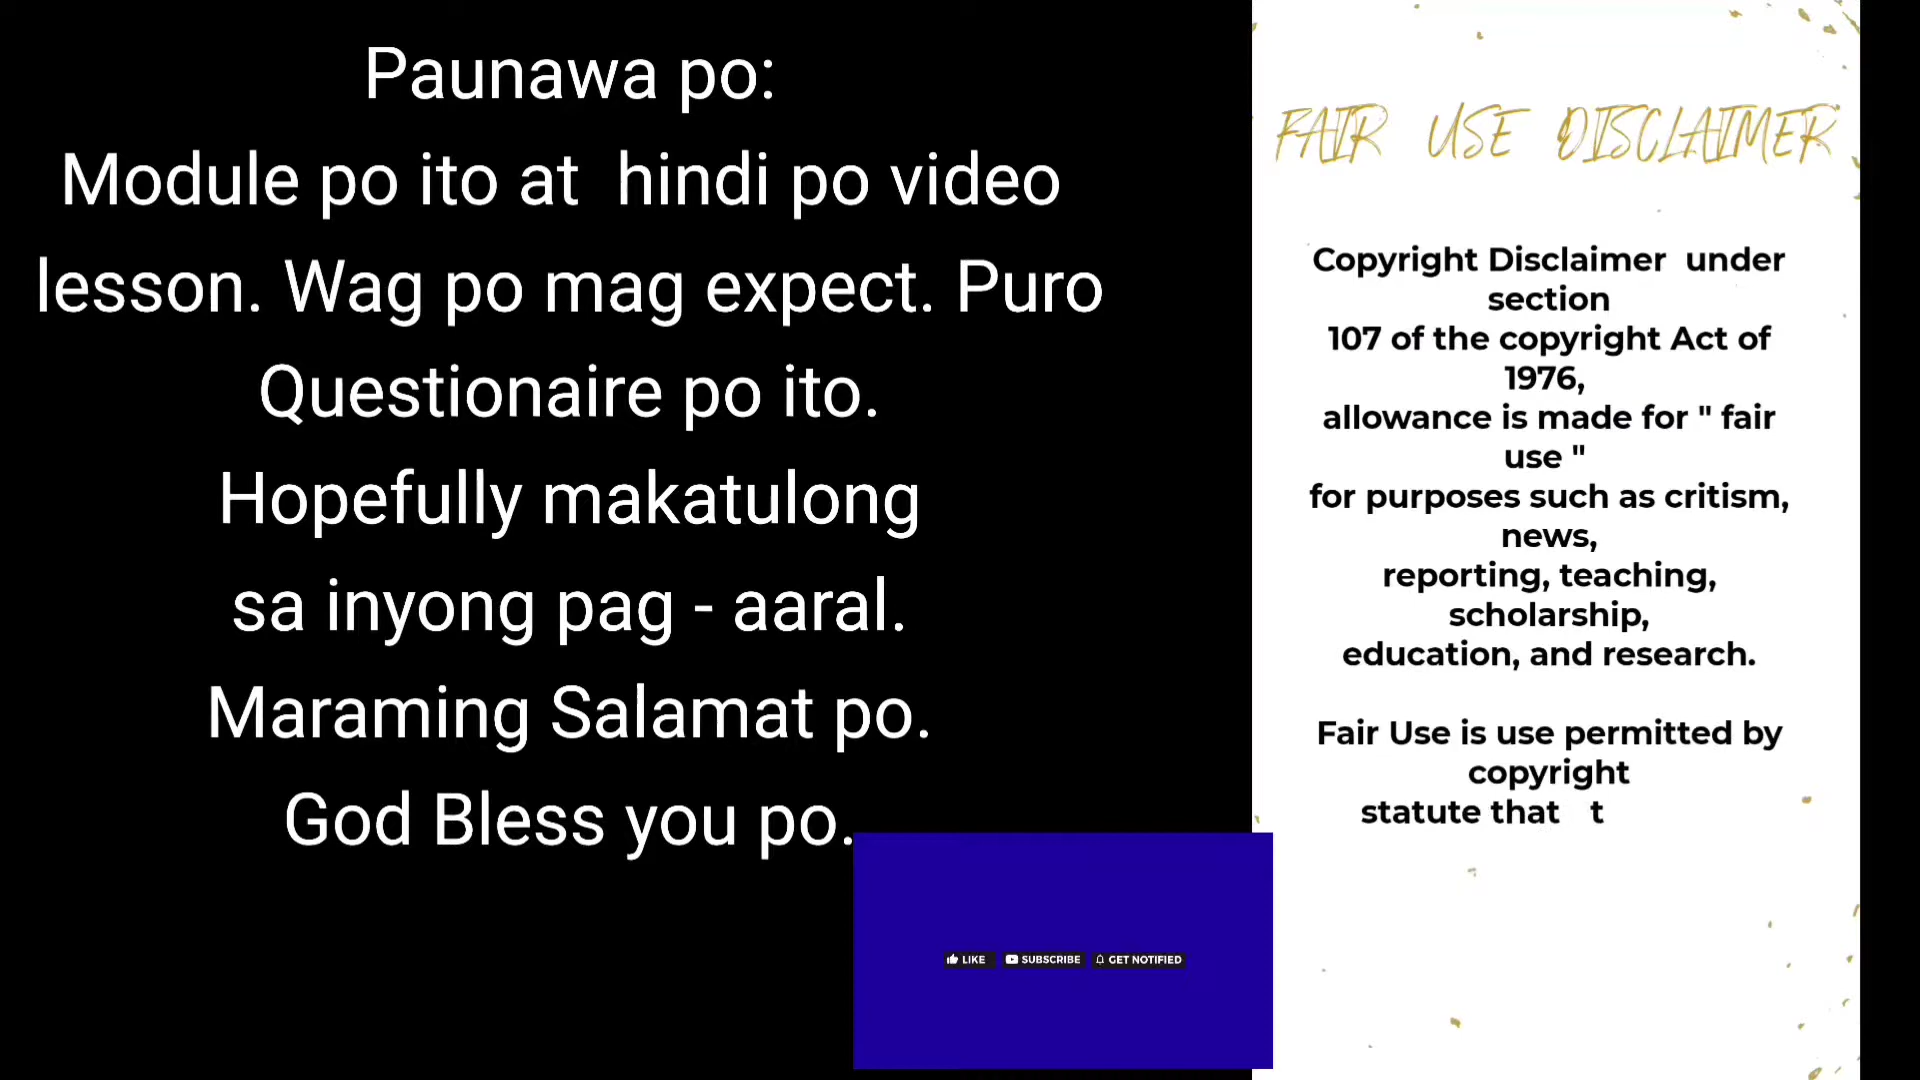 Paunawa po:
Module po ito at hindi po video
lesson. Wag po mag expect. Puro
Questionaire po ito.
Hopefully makatulong
sa inyong pag - aaral.
Maraming Salamat po.
God Bless you po.
LIKE SUBSCRIBE GET NOTIFIED
FAIR USE DISCLAIMER
Copyright Disclaimer under
section
107 of the copyright Act of
1976,
allowance is made for " fair
use "
for purposes such as critism,
news,
reporting, teaching,
scholarship,
education, and research.
Fair Use is use permitted by
copyright
statute that t